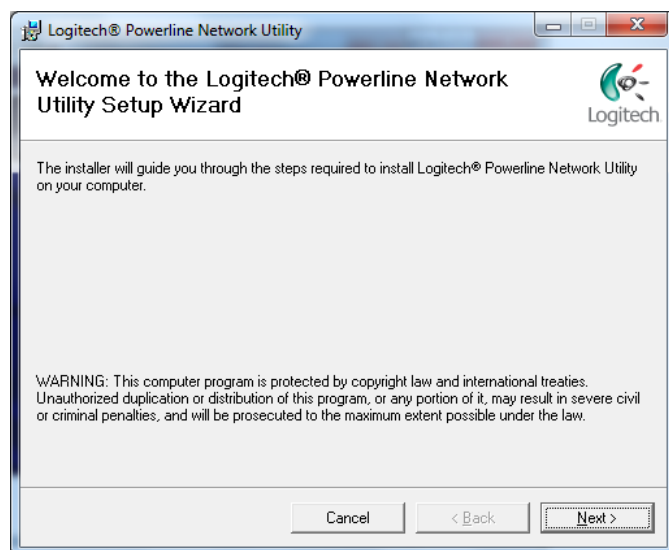 Logitech® Powerline Network Utility
Welcome to the Logitech® Powerline Network
Utility Setup Wizard
Logitech
The installer will guide you through the steps required to install Logitech® Powerline Network Utility
on your computer.
WARNING: This computer program is protected by copyright law and international treaties.
Unauthorized duplication or distribution of this program, or any portion of it, may result in severe civil
or criminal penalties, and will be prosecuted to the maximum extent possible under the law.
Cancel
< Back
Next >